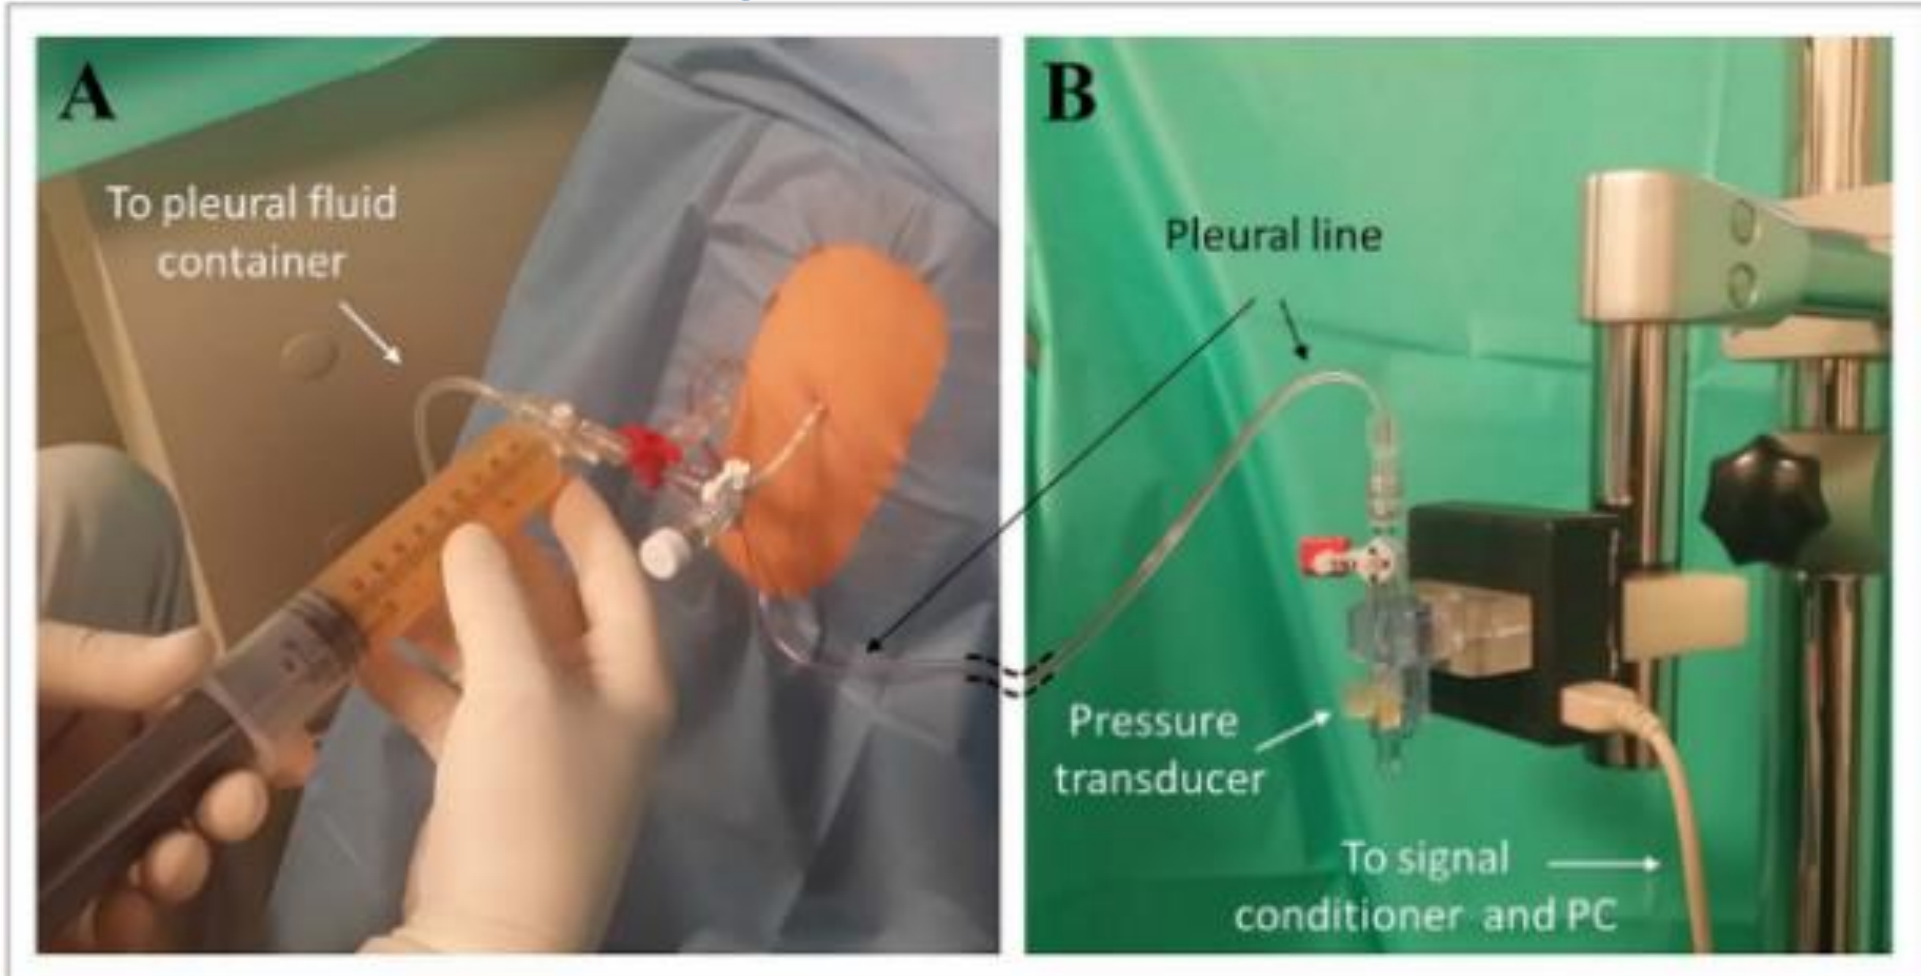 A
To pleural fluid
container
B
Pleural line
Pressure
transducer
To signal
conditioner and PC